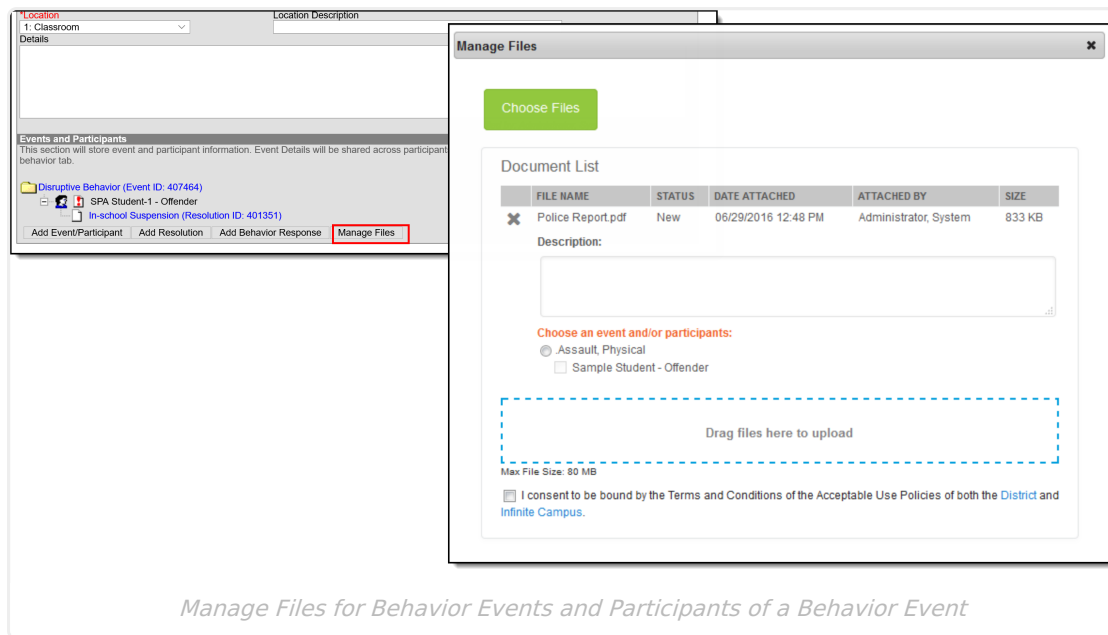 *Location
Location Description
1: Classroom
Details
Events and Participants
This section will store event and participant information. Event Details will be shared across participant
behavior tab.
Disruptive Behavior (Event ID: 407464)
SPA Student-1 - Offender
In-school Suspension (Resolution ID: 401351)
Add Event/Participant Add Resolution Add Behavior Response Manage Files
Manage Files
Choose Files
Document List
FILE NAME STATUS DATE ATTACHED ATTACHED BY SIZE
Police Report.pdf New 06/29/2016 12:48 PM Administrator, System 833 KB
Description:
Choose an event and/or participants:
.Assault, Physical
Sample Student - Offender
Drag files here to upload
Max File Size: 80 MB
I consent to be bound by the Terms and Conditions of the Acceptable Use Policies of both the District and
Infinite Campus.
Manage Files for Behavior Events and Participants of a Behavior Event